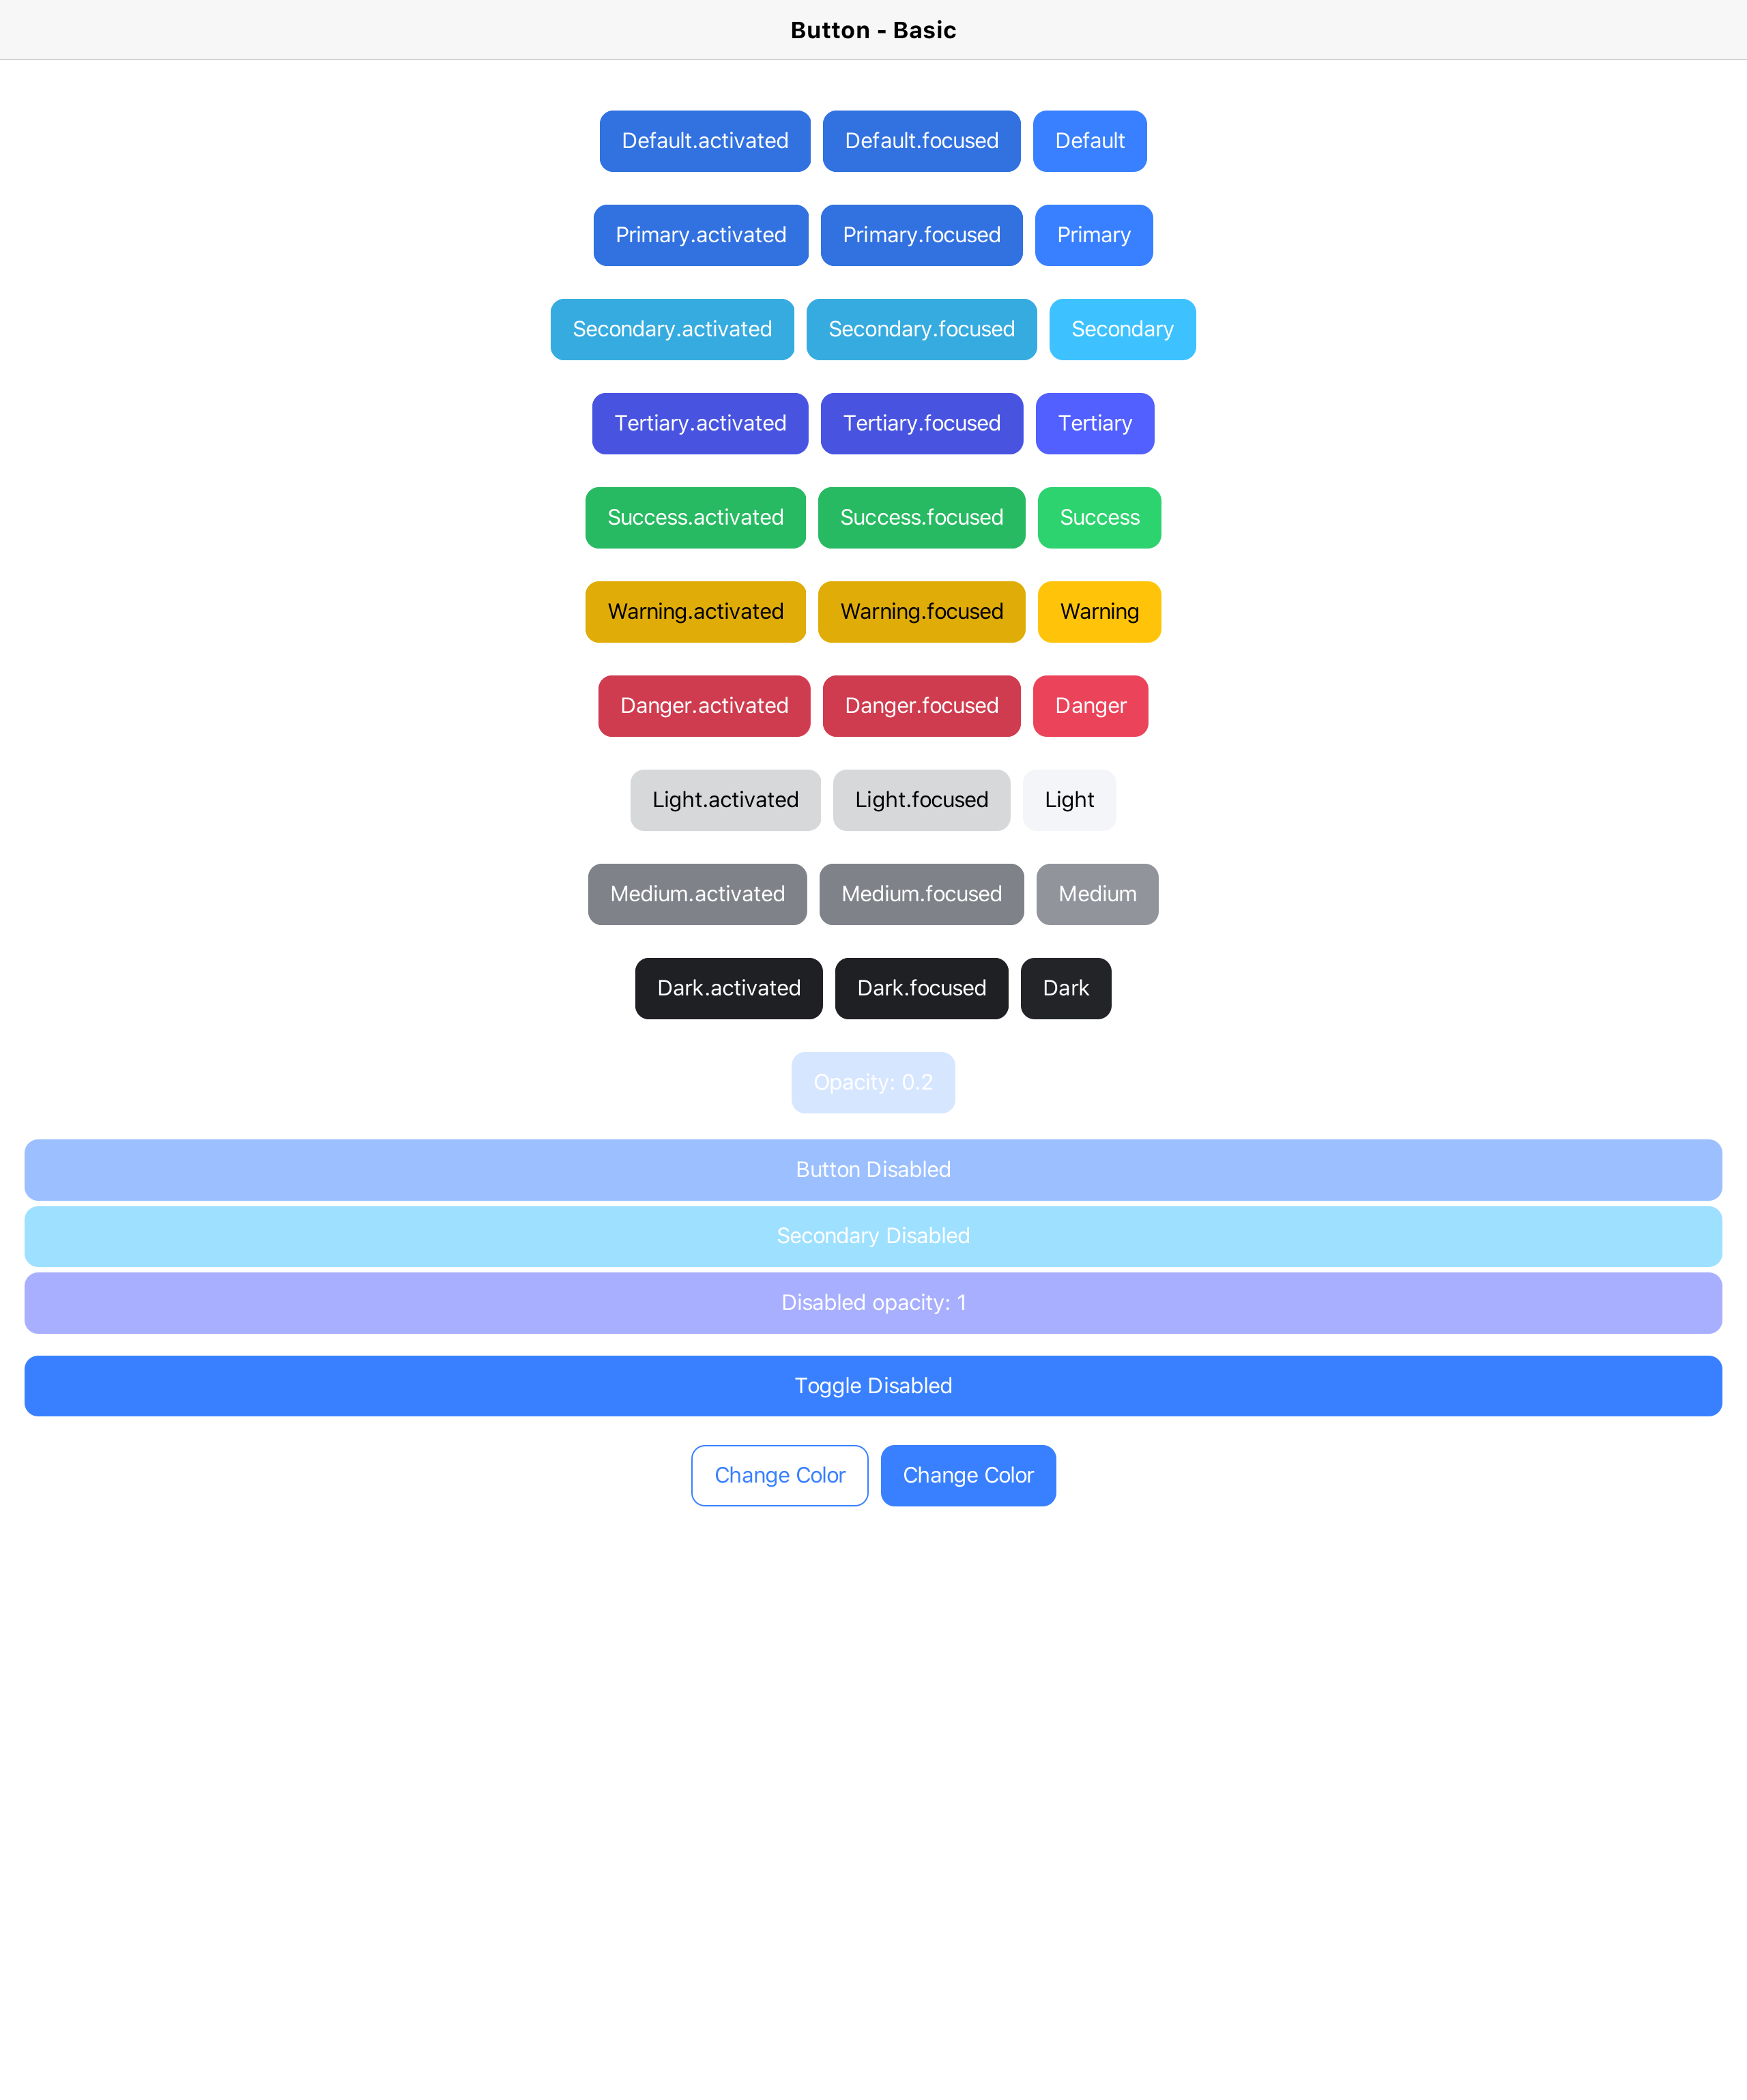 Button - Basic
Default.activated Default.focused Default
Primary.activated Primary.focused Primary
Secondary.activated Secondary.focused Secondary
Tertiary.activated Tertiary.focused Tertiary
Success.activated Success.focused Success
Warning.activated Warning.focused Warning
Danger.activated Danger.focused Danger
Light.activated Light.focused Light
Medium.activated Medium.focused Medium
Dark.activated Dark.focused Dark
Opacity: 0.2
Button Disabled
Secondary Disabled
Disabled opacity: 1
Toggle Disabled
Change Color Change Color